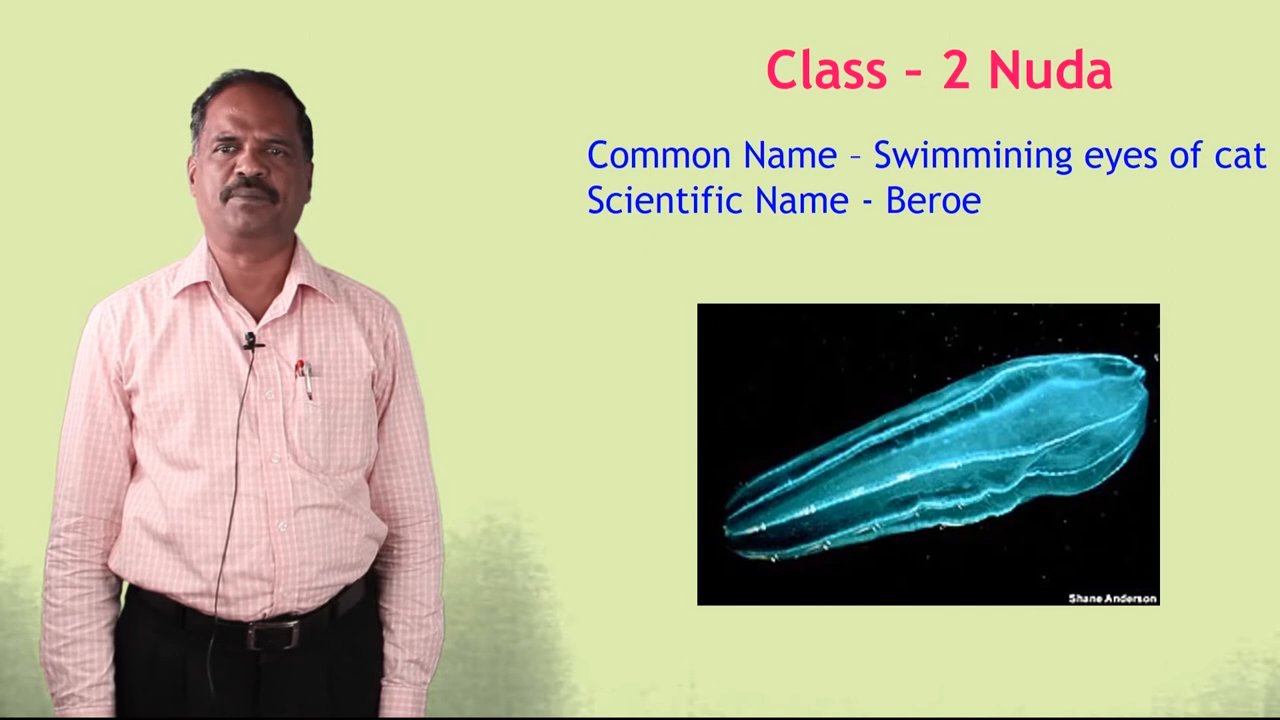 Class – 2 Nuda
Common Name – Swimmining eyes of cat
Scientific Name - Beroe
Shane Anderson